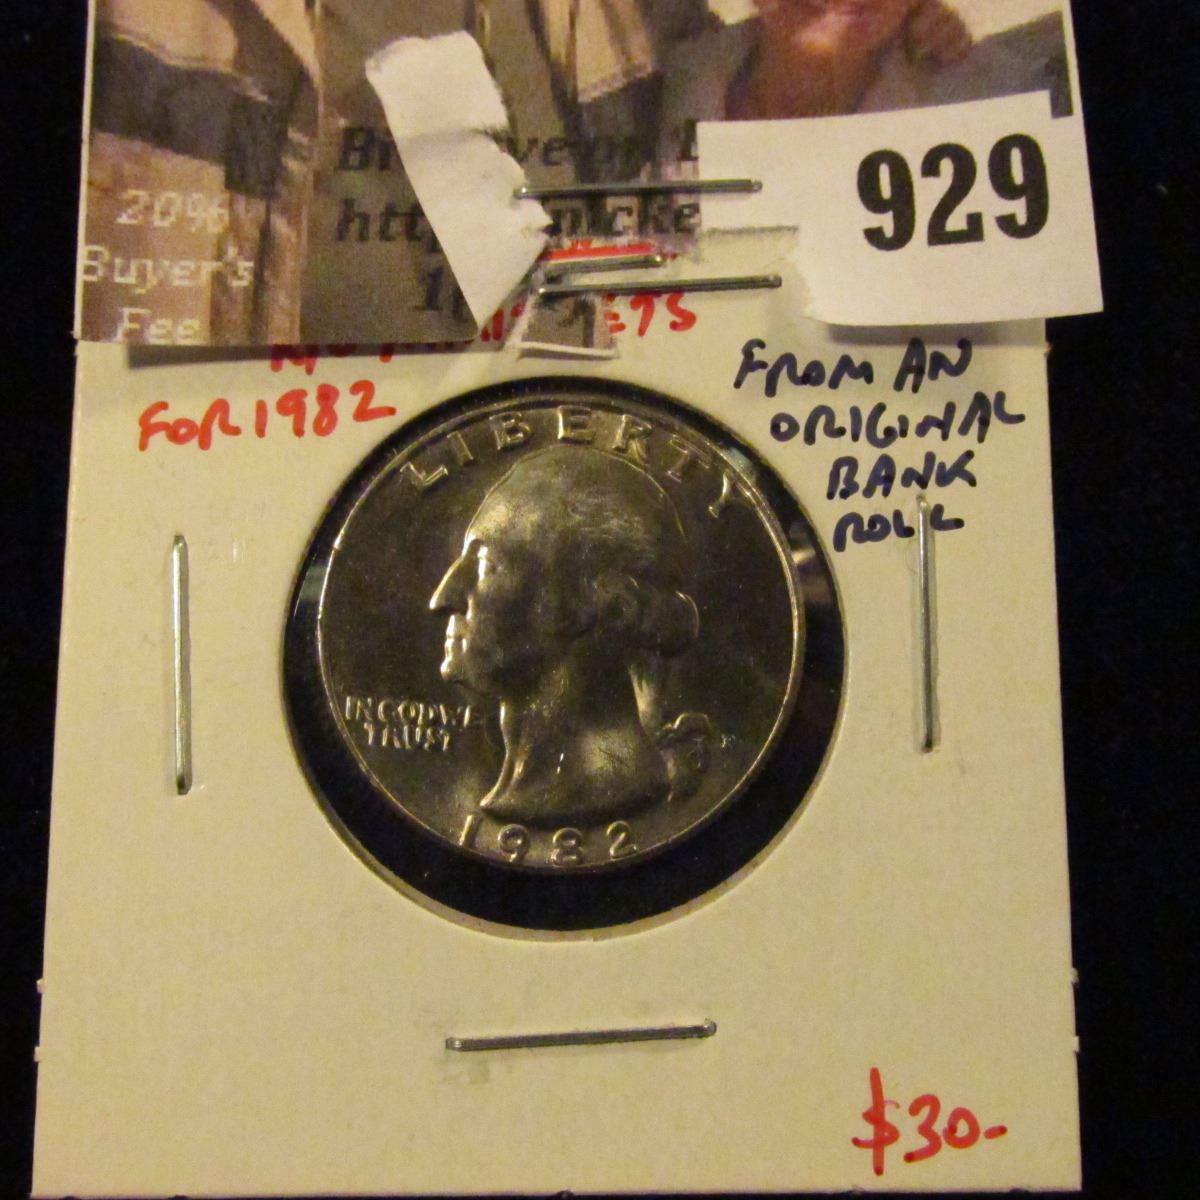 929
20%
Buyer's
Fee
FOR 1982
FROM AN
ORIGINAL
BANK
ROLL
LIBERTY
IN GOD WE
TRUST
1982
$30-